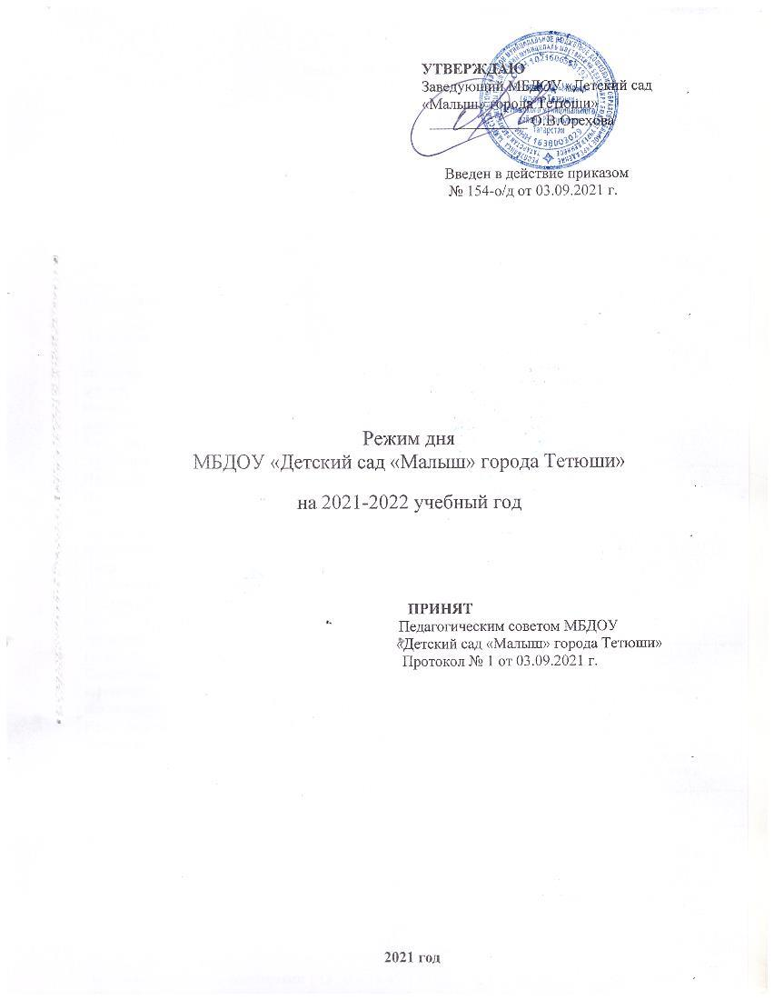 УТВЕРЖДАЮ
Заведующий МБДОУ «Детский сад
«Малыш» города Тетюши»
О.В.Орехова
Введен в действие приказом
№ 154-о/д от 03.09.2021 г.
Режим дня
МБДОУ «Детский сад «Малыш» города Тетюши»
на 2021-2022 учебный год
ПРИНЯТ
Педагогическим советом МБДОУ
«Детский сад «Малыш» города Тетюши»
Протокол № 1 от 03.09.2021 г.
2021 год